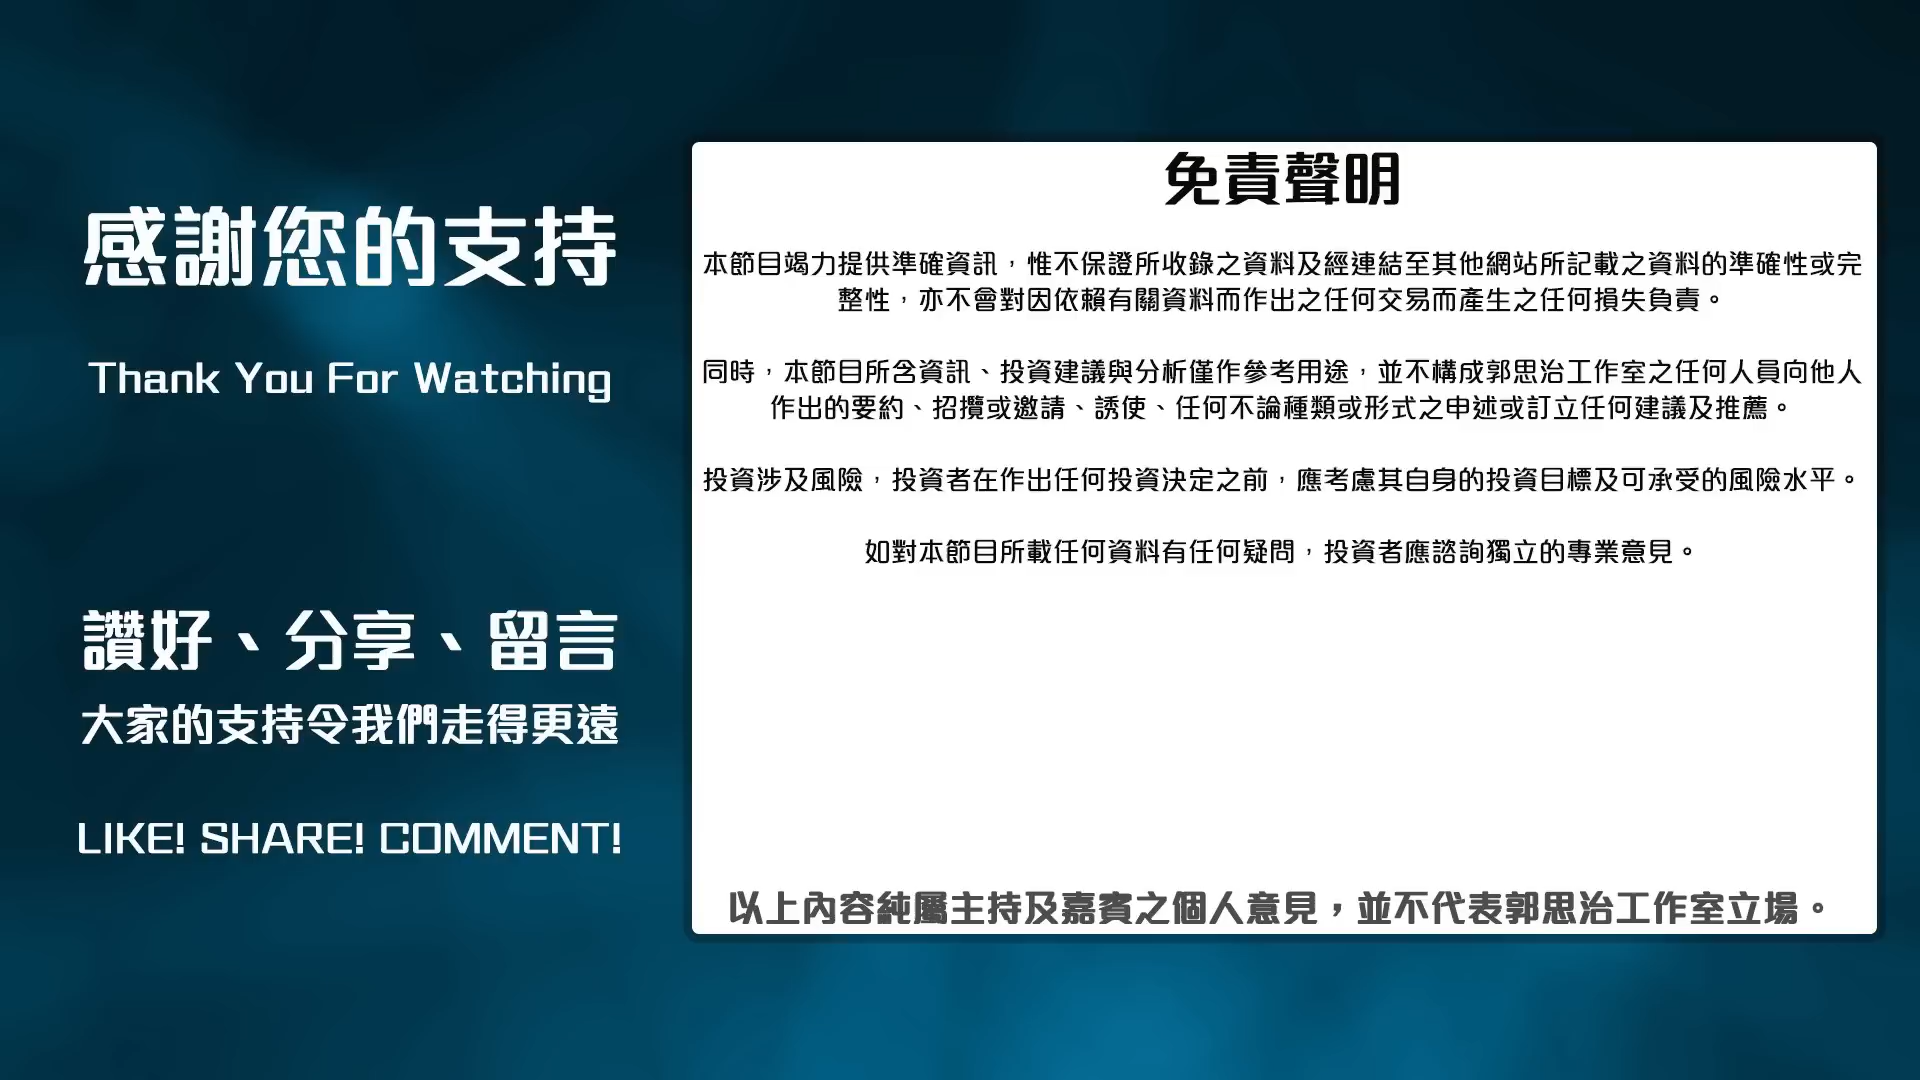 感謝您的支持
Thank You For Watching
讚好、分享、留言
大家的支持令我們走得更遠
LIKE! SHARE! COMMENT!
免責聲明
本節目竭力提供準確資訊，惟不保證所收錄之資料及經連結至其他網站所記載之資料的準確性或完
整性，亦不會對因依賴有關資料而作出之任何交易而產生之任何損失負責。
同時，本節目所含資訊、投資建議與分析僅作參考用途，並不構成郭思治工作室之任何人員向他人
作出的要約、招攬或邀請、誘使、任何不論種類或形式之申述或訂立任何建議及推薦。
投資涉及風險，投資者在作出任何投資決定之前，應考慮其自身的投資目標及可承受的風險水平。
如對本節目所載任何資料有任何疑問，投資者應諮詢獨立的專業意見。
以上內容純屬主持及嘉賓之個人意見，並不代表郭思治工作室立場。